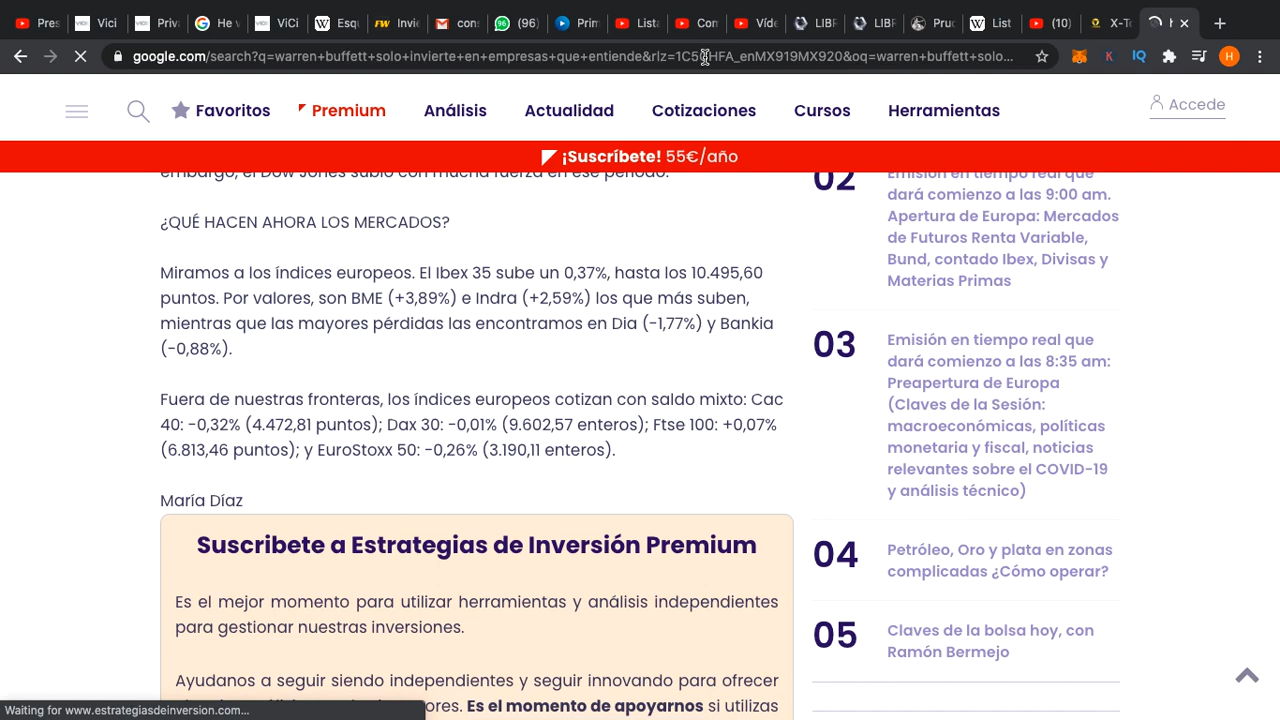 Pres
Vici
Priva
He v
ViCi
Esqu
Invie
cons
(96)
Prim
Lista
Con
Víde
LIBR
LIBR
Prue
List
(10)
X-To
google.com/search?q=warren+buffett+solo+invierte+en+empresas+que+entiende&rlz=1C5CHFA_enMX919MX920&oq=warren+buffett+solo...
H
Favoritos
Premium
Análisis
Actualidad
Cotizaciones
Cursos
Herramientas
Accede
¡Suscríbete! 55€/año
embargo, el Dow Jones subió con mucha fuerza en ese periodo.
¿QUÉ HACEN AHORA LOS MERCADOS?
Miramos a los índices europeos. El Ibex 35 sube un 0,37%, hasta los 10.495,60
puntos. Por valores, son BME (+3,89%) e Indra (+2,59%) los que más suben,
mientras que las mayores pérdidas las encontramos en Dia (-1,77%) y Bankia
(-0,88%).
Fuera de nuestras fronteras, los índices europeos cotizan con saldo mixto: Cac
40: -0,32% (4.472,81 puntos); Dax 30: -0,01% (9.602,57 enteros); Ftse 100: +0,07%
(6.813,46 puntos); y EuroStoxx 50: -0,26% (3.190,11 enteros).
María Díaz
Suscribete a Estrategias de Inversión Premium
Es el mejor momento para utilizar herramientas y análisis independientes
para gestionar nuestras inversiones.
Ayudanos a seguir siendo independientes y seguir innovando para ofrecer
Es el momento de apoyarnos si utilizas
02
Emisión en tiempo real que
dará comienzo a las 9:00 am.
Apertura de Europa: Mercados
de Futuros Renta Variable,
Bund, contado Ibex, Divisas y
Materias Primas
03
Emisión en tiempo real que
dará comienzo a las 8:35 am:
Preapertura de Europa
(Claves de la Sesión:
macroeconómicas, políticas
monetaria y fiscal, noticias
relevantes sobre el COVID-19
y análisis técnico)
04
Petróleo, Oro y plata en zonas
complicadas ¿Cómo operar?
05
Claves de la bolsa hoy, con
Ramón Bermejo
Waiting for www.estrategiasdeinversion.com...